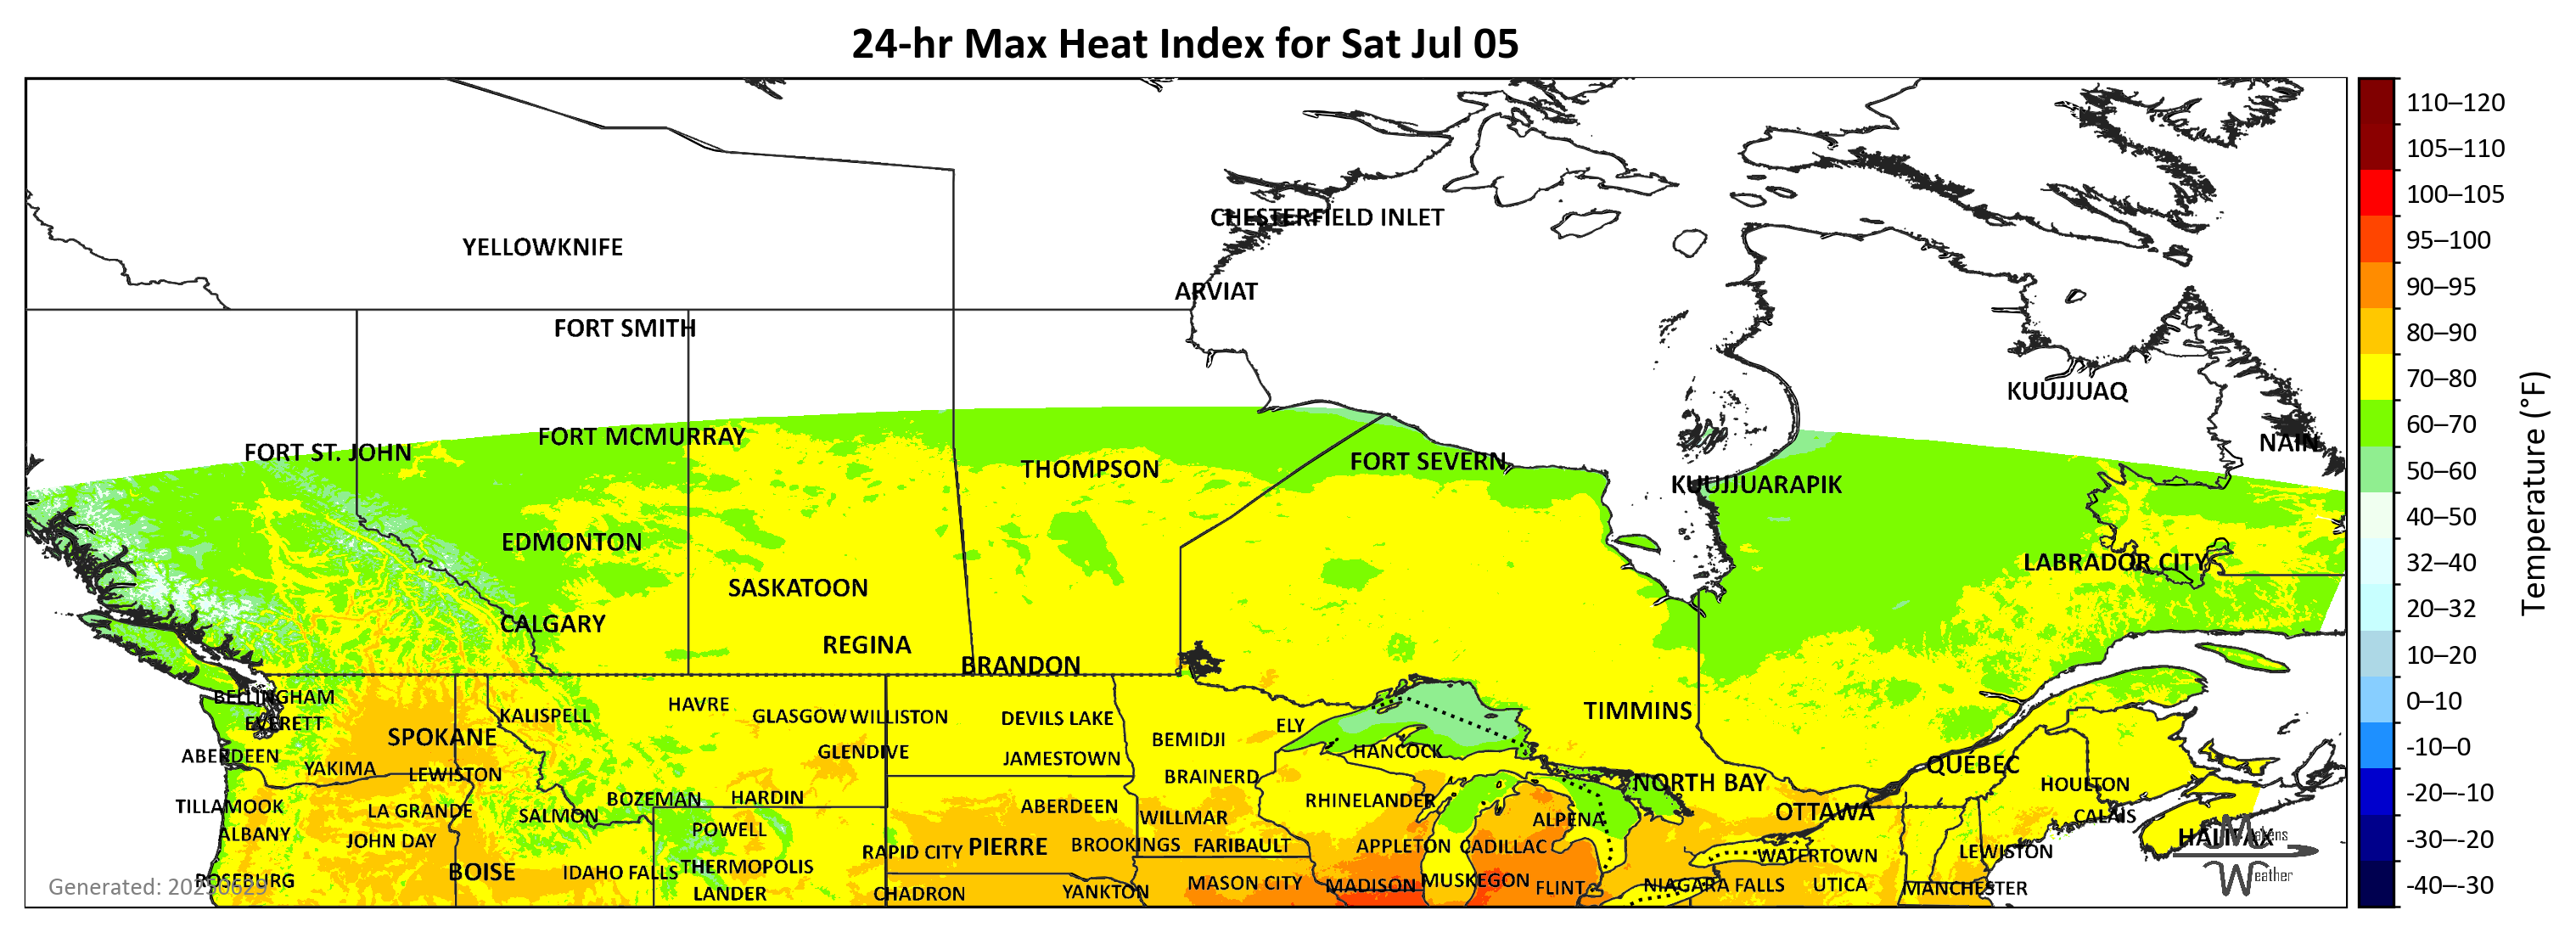 24-hr Max Heat Index for Sat Jul 05
110–120
105–110
CHESTERFIELD INLET
100–105
YELLOWKNIFE
95–100
ARVIAT
90–95
FORT SMITH
80–90
KUUJJUAQ
70–80
FORT MCMURRAY
60–70
FORT ST. JOHN
NAIN
THOMPSON
FORT SEVERN
50–60
KUUJJUARAPIK
40–50
EDMONTON
LABRADOR CITY
32–40
SASKATOON
20–32
CALGARY
REGINA
10–20
BRANDON
Temperature (°F)
BELLINGHAM
HAVRE
0–10
KALISPELL
GLASGOW
WILLISTON
DEVILS LAKE
TIMMINS
EVERETT
ELY
SPOKANE
BEMIDJI
-10–0
ABERDEEN
GLENDIVE
JAMESTOWN
HANCOCK
YAKIMA
LEWISTON
BRAINERD
QUÉBEC
NORTH BAY
HOULTON
-20–-10
BOZEMAN
HARDIN
RHINELANDER
TILLAMOOK
LA GRANDE
SALMON
ABERDEEN
WILLMAR
ALPENA
OTTAWA
CALAIS
ALBANY
JOHN DAY
POWELL
-30–-20
HALIFAX
Makens
Weather
RAPID CITY
PIERRE
BROOKINGS
FARIBAULT
APPLETON
CADILLAC
WATERTOWN
LEWISTON
BOISE
IDAHO FALLS
THERMOPOLIS
ROSEBURG
Generated: 20250629
MASON CITY
MADISON
MUSKEGON
FLINT
NIAGARA FALLS
UTICA
MANCHESTER
-40–-30
LANDER
CHADRON
YANKTON